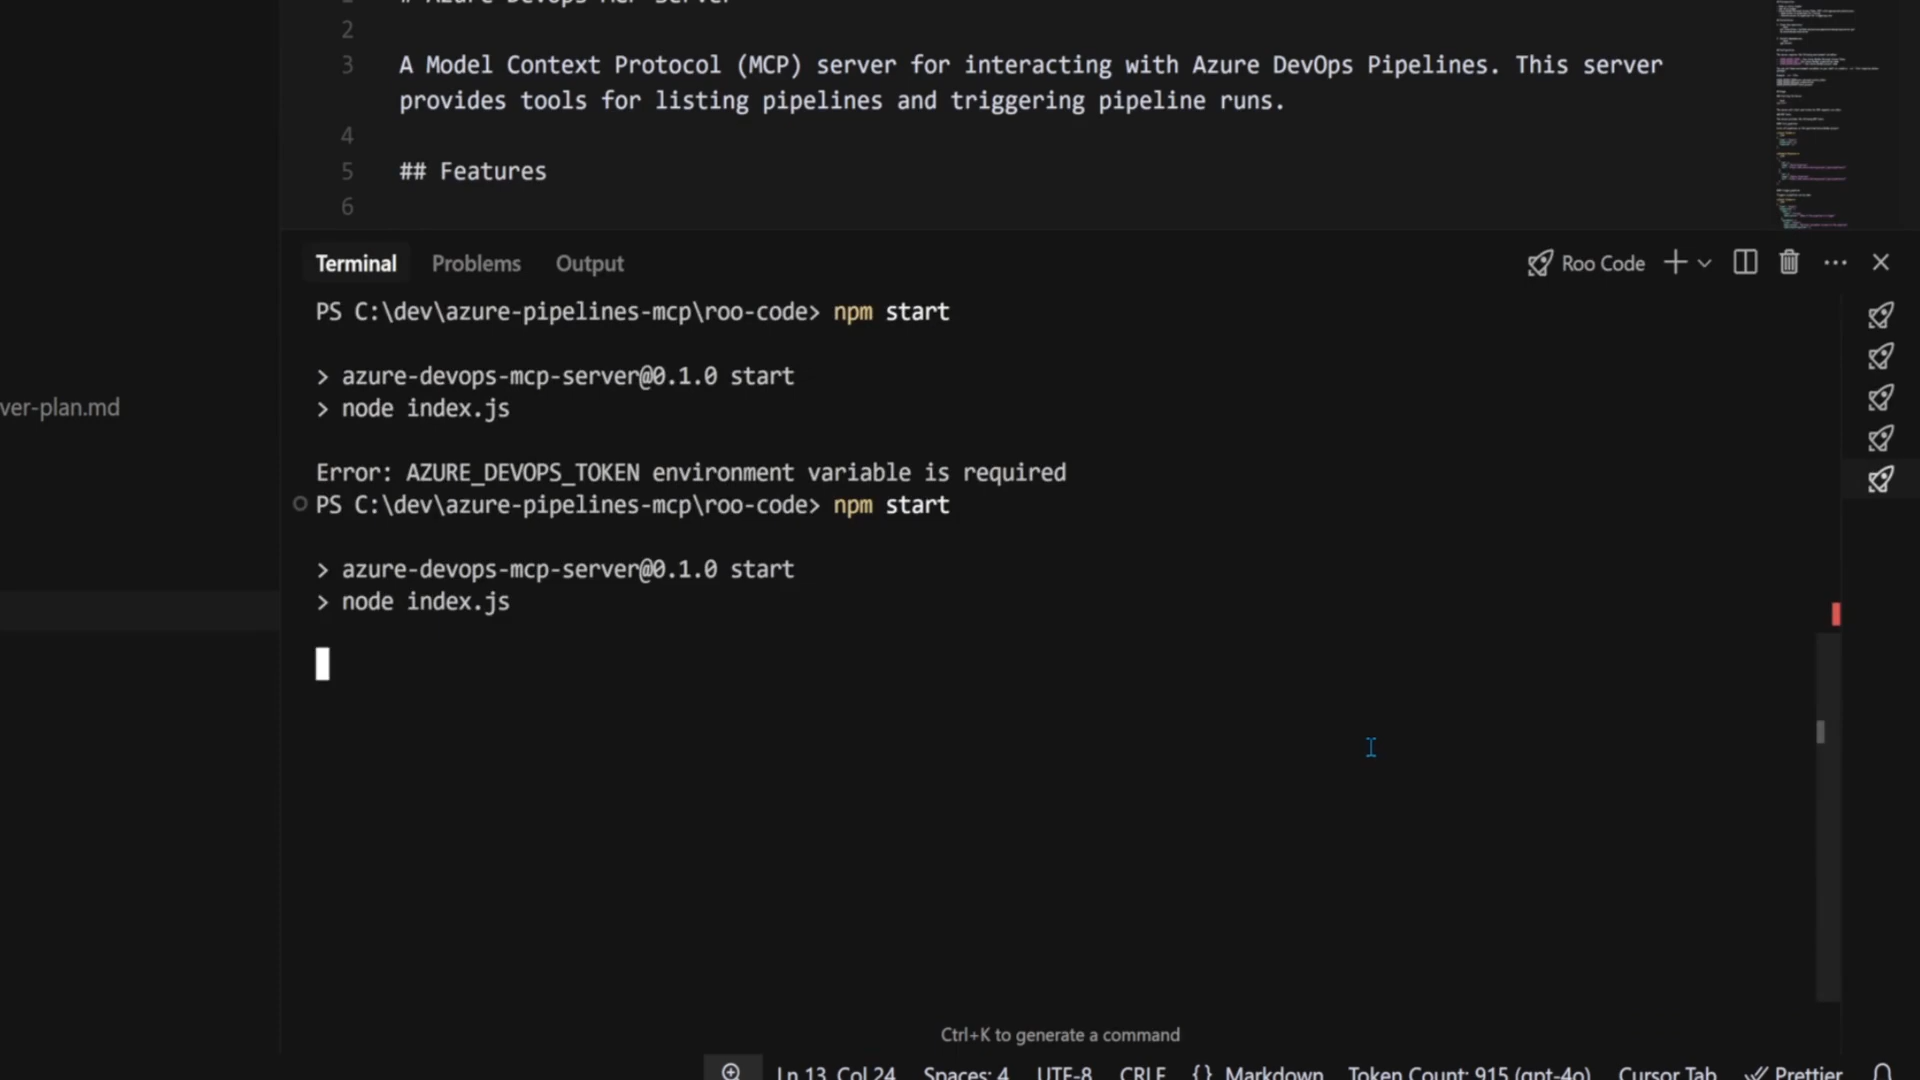 1 # Azure DevOps MCP Server
2
3 A Model Context Protocol (MCP) server for interacting with Azure DevOps Pipelines. This server
provides tools for listing pipelines and triggering pipeline runs.
4
5 ## Features
6
Terminal Problems Output Roo Code
PS C:\dev\azure-pipelines-mcp\roo-code> npm start
> azure-devops-mcp-server@0.1.0 start
ver-plan.md
> node index.js
Error: AZURE_DEVOPS_TOKEN environment variable is required
PS C:\dev\azure-pipelines-mcp\roo-code> npm start
> azure-devops-mcp-server@0.1.0 start
> node index.js
Ctrl+K to generate a command
Ln 13, Col 24 Spaces: 4 UTF-8 CRLF {} Markdown Token Count: 915 (gpt-4o) Cursor Tab Prettier